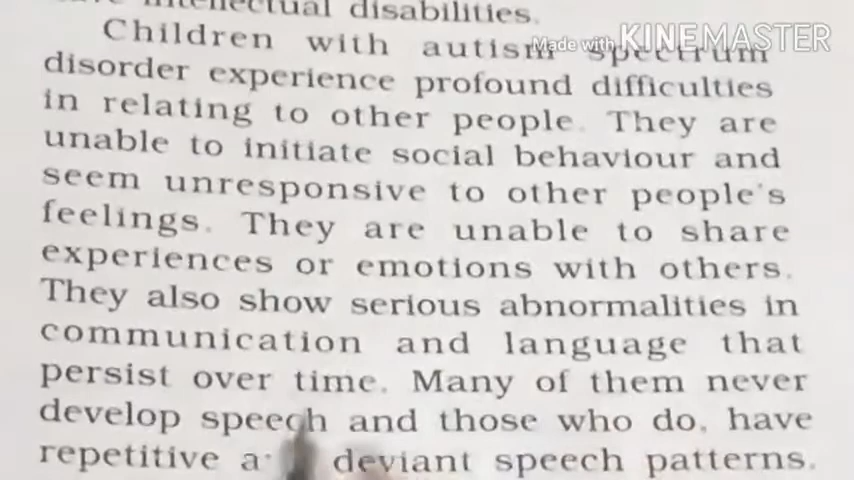 intellectual disabilities.
Children with autism spectrum
disorder experience profound difficulties
in relating to other people. They are
unable to initiate social behaviour and
seem unresponsive to other people's
feelings. They are unable to share
experiences or emotions with others.
They also show serious abnormalities in
communication and language that
persist over time. Many of them never
develop speech and those who do, have
repetitive deviant speech patterns.
Made with KINEMASTER